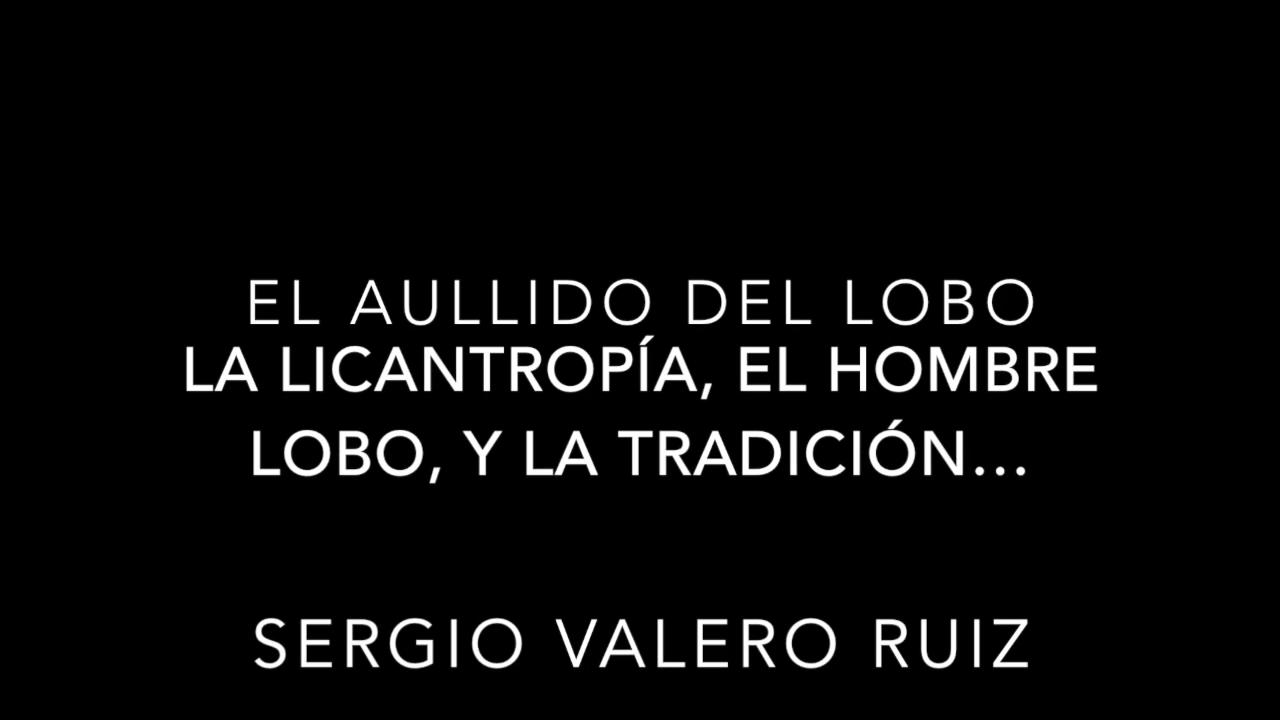 EL AULLIDO DEL LOBO
LA LICANTROPÍA, EL HOMBRE
LOBO, Y LA TRADICIÓN...
SERGIO VALERO RUIZ